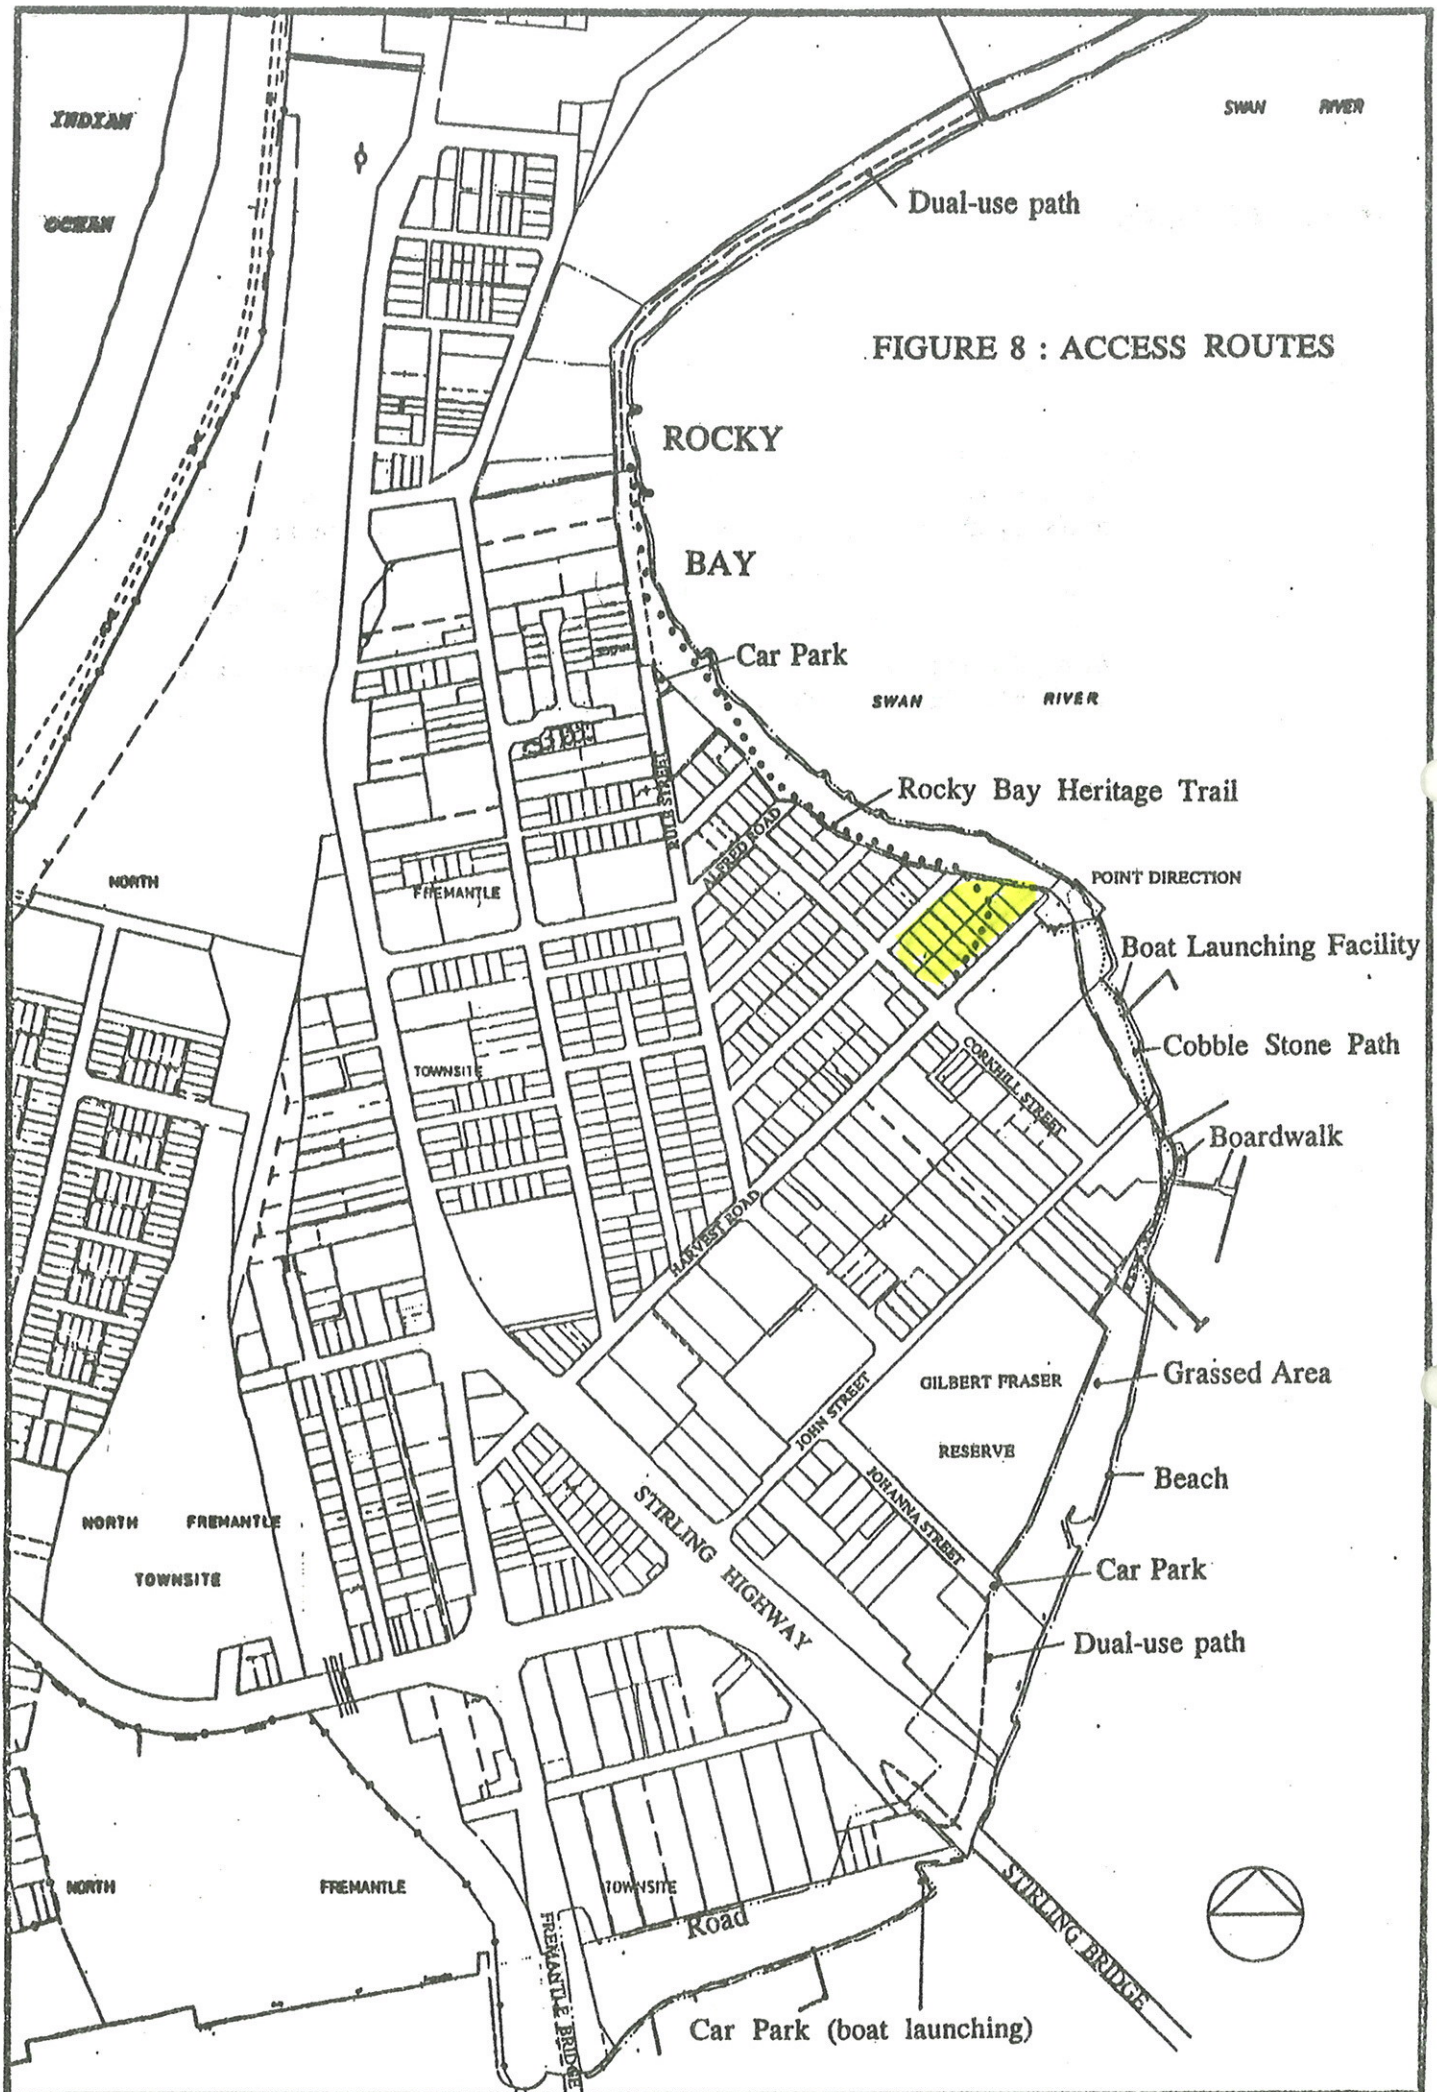 INDIAN
OCEAN
SWAN RIVER
Dual-use path
FIGURE 8 : ACCESS ROUTES
ROCKY
BAY
Car Park
SWAN RIVER
Rocky Bay Heritage Trail
RULE STREET
ALFRED ROAD
NORTH
FREMANTLE
POINT DIRECTION
Boat Launching Facility
Cobble Stone Path
CORKHILL STREET
TOWNSITE
Boardwalk
HARVEST ROAD
GILBERT FRASER
RESERVE
Grassed Area
JOHN STREET
Beach
JOHANNA STREET
STIRLING HIGHWAY
NORTH FREMANTLE
TOWNSITE
Car Park
Dual-use path
NORTH
FREMANTLE
TOWNSITE
Road
FREMANTLE BRIDGE
STIRLING BRIDGE
Car Park (boat launching)